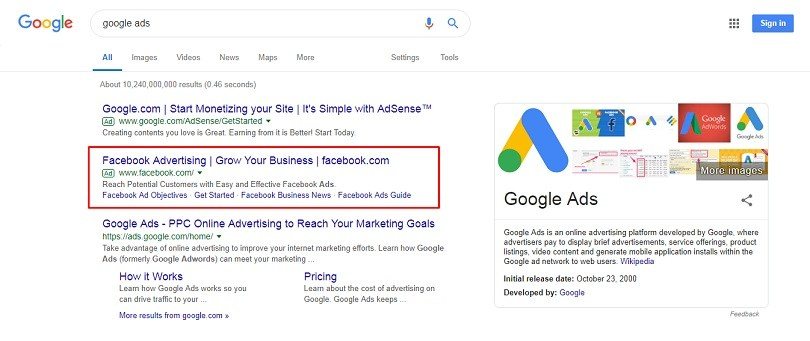 Google
google ads
Sign in
All Images Videos News Maps More Settings Tools
About 10,240,000,000 results (0.46 seconds)
Google.com | Start Monetizing your Site | It's Simple with AdSense™
Ad www.google.com/AdSense/GetStarted
Creating contents you love is Great. Earning from it is Better! Start Today
Facebook Advertising | Grow Your Business | facebook.com
Ad www.facebook.com/
Reach Potential Customers with Easy and Effective Facebook Ads
Facebook Ad Objectives · Get Started · Facebook Business News · Facebook Ads Guide
Google Ads - PPC Online Advertising to Reach Your Marketing Goals
https://ads.google.com/home/
Take advantage of online advertising to improve your internet marketing efforts. Learn how Google
Ads (formerly Google Adwords) can meet your marketing ...
How it Works
Learn how Google Ads works so you
can drive traffic to your ...
Pricing
Learn about the cost of advertising
on Google. Google Ads keeps ...
More results from google.com »
Google
AdWords
More images
Google Ads
Google Ads is an online advertising platform developed by Google, where
advertisers pay to display brief advertisements, service offerings, product
listings, video content and generate mobile application installs within the
Google ad network to web users. Wikipedia
Initial release date: October 23, 2000
Developed by: Google
Feedback